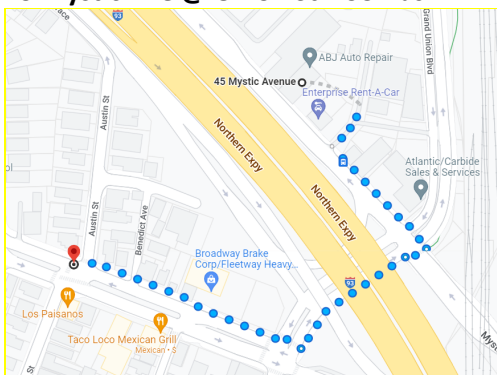 93
Grand Union Blvd
ABJ Auto Repair
45 Mystic Avenue
Enterprise Rent-A-Car
Austin St
Northern Expy
Atlantic/Carbide
Sales & Services
Northern Expy
Austin St
Benedict Ave
Broadway Brake
Corp/Fleetway Heavy...
93
Los Paisanos
Taco Loco Mexican Grill
Mexican • $
St